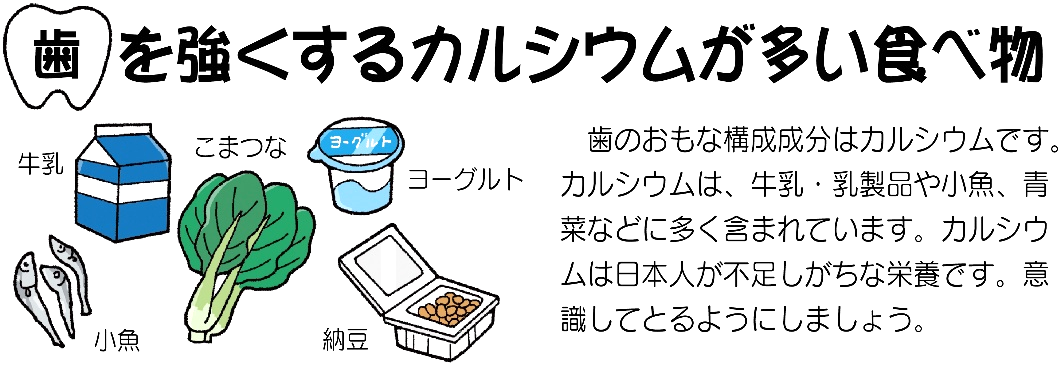 歯を強くするカルシウムが多い食べ物
牛乳
こまつな
ヨーグルト
ヨーグルト
小魚
納豆
歯のおもな構成成分はカルシウムです。
カルシウムは、牛乳・乳製品や小魚、青
菜などに多く含まれています。カルシウ
ムは日本人が不足しがちな栄養です。意
識してとるようにしましょう。